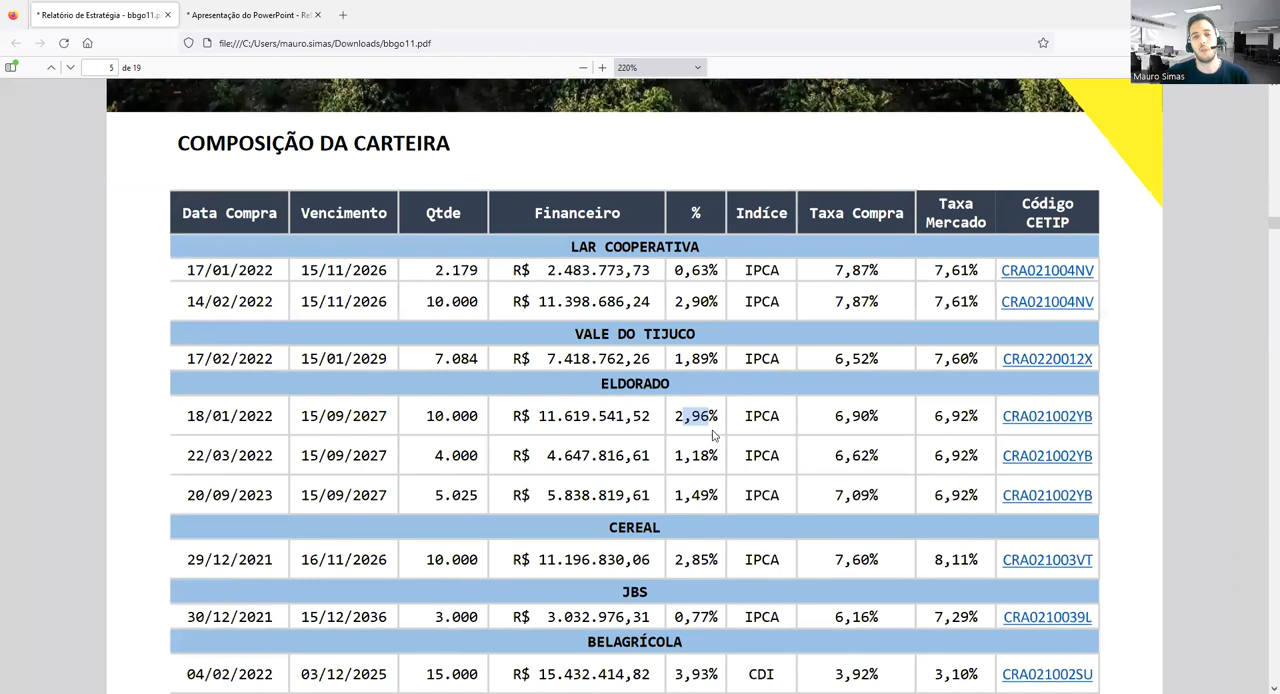 * Relatório de Estratégia - bbgo11.p
* Apresentação do PowerPoint - Re
file:///C:/Users/mauro.simas/Downloads/bbgo11.pdf
5 de 19
220%
Mauro Simas
COMPOSIÇÃO DA CARTEIRA
Data Compra Vencimento Qtde Financeiro % Indíce Taxa Compra Taxa Mercado Código CETIP
LAR COOPERATIVA
17/01/2022 15/11/2026 2.179 R$ 2.483.773,73 0,63% IPCA 7,87% 7,61% CRA021004NV
14/02/2022 15/11/2026 10.000 R$ 11.398.686,24 2,90% IPCA 7,87% 7,61% CRA021004NV
VALE DO TIJUCO
17/02/2022 15/01/2029 7.084 R$ 7.418.762,26 1,89% IPCA 6,52% 7,60% CRA0220012X
ELDORADO
18/01/2022 15/09/2027 10.000 R$ 11.619.541,52 2,96% IPCA 6,90% 6,92% CRA021002YB
22/03/2022 15/09/2027 4.000 R$ 4.647.816,61 1,18% IPCA 6,62% 6,92% CRA021002YB
20/09/2023 15/09/2027 5.025 R$ 5.838.819,61 1,49% IPCA 7,09% 6,92% CRA021002YB
CEREAL
29/12/2021 16/11/2026 10.000 R$ 11.196.830,06 2,85% IPCA 7,60% 8,11% CRA021003VT
JBS
30/12/2021 15/12/2036 3.000 R$ 3.032.976,31 0,77% IPCA 6,16% 7,29% CRA0210039L
BELAGRÍCOLA
04/02/2022 03/12/2025 15.000 R$ 15.432.414,82 3,93% CDI 3,92% 3,10% CRA021002SU